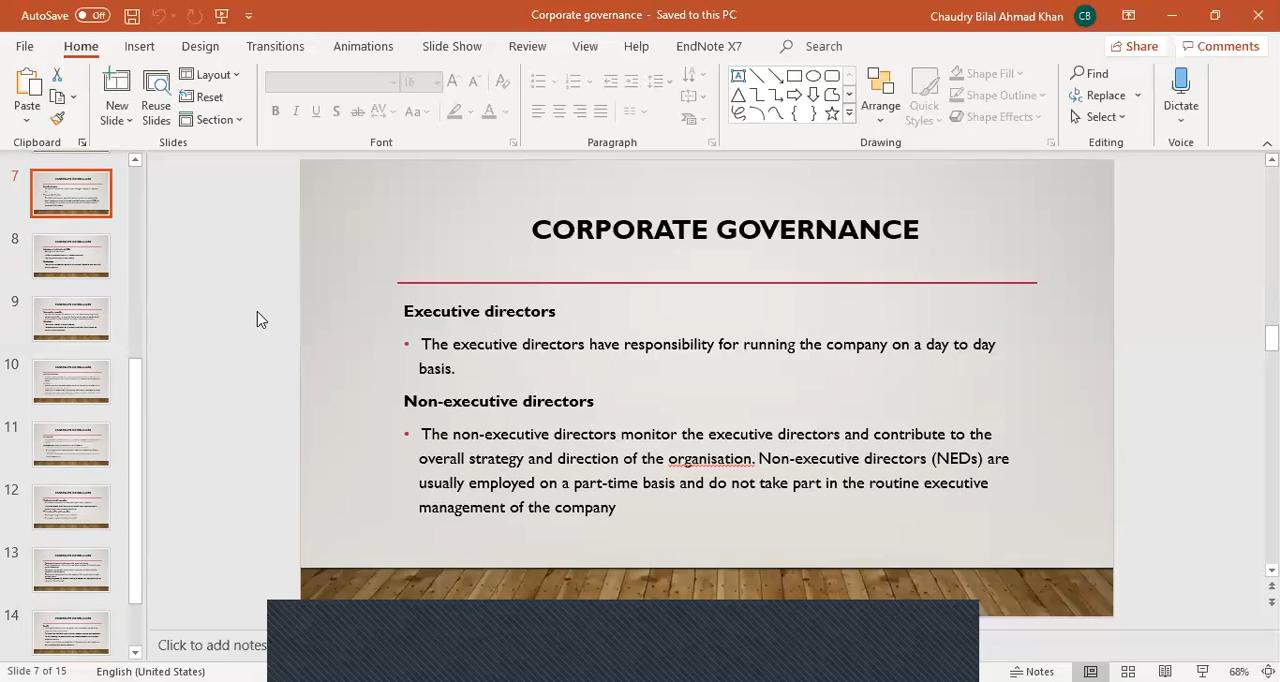 AutoSave Off Corporate governance - Saved to this PC Chaudry Bilal Ahmad Khan CB
File Home Insert Design Transitions Animations Slide Show Review View Help EndNote X7 Search Share Comments
Paste Clipboard
New Slide Reuse Slides Layout Reset Section Slides
16 B I U S ab AV Aa A Font
Paragraph
Arrange Quick Styles Shape Fill Shape Outline Shape Effects Drawing
Find Replace Select Editing
Dictate Voice
7
8
9
10
11
12
13
14
CORPORATE GOVERNANCE
Executive directors
• The executive directors have responsibility for running the company on a day to day
basis.
Non-executive directors
• The non-executive directors monitor the executive directors and contribute to the
overall strategy and direction of the organisation. Non-executive directors (NEDs) are
usually employed on a part-time basis and do not take part in the routine executive
management of the company
Click to add notes
Slide 7 of 15 English (United States) Notes 68%